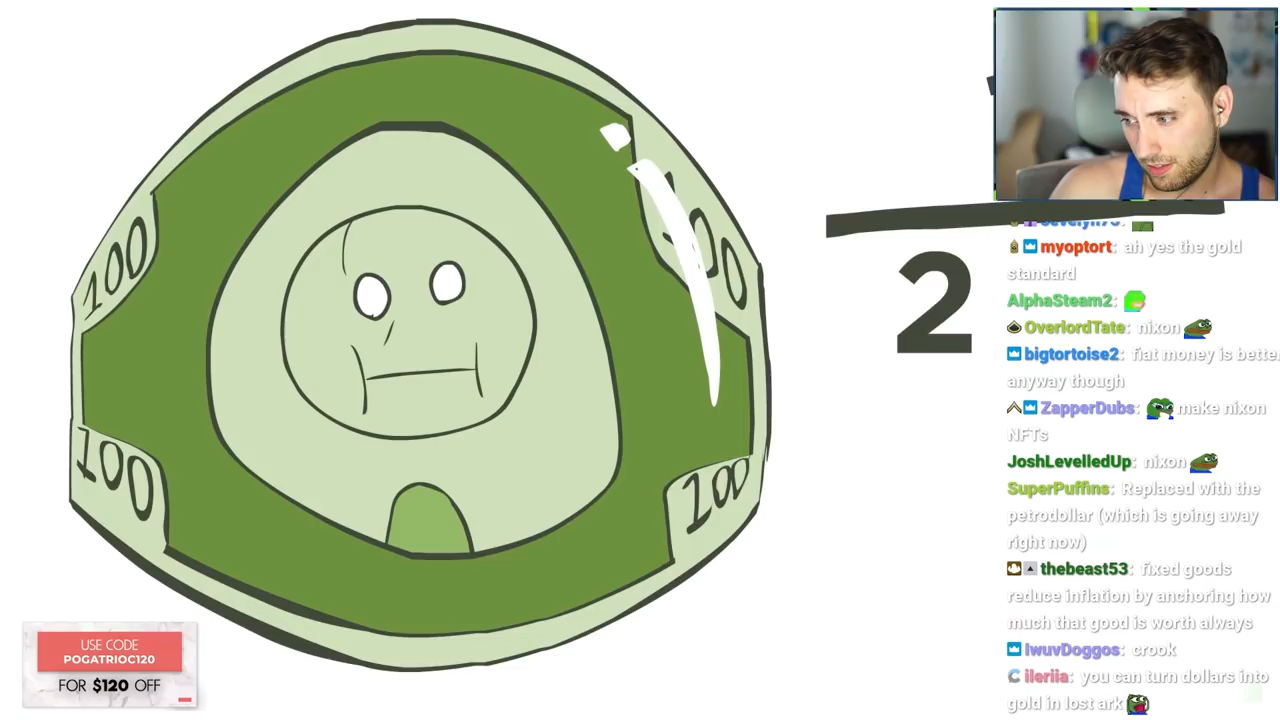 100
100
100
100
2
myoptort: ah yes the gold
standard
AlphaSteam2:
OverlordTate: nixon
bigtortoise2: fiat money is better
anyway though
ZapperDubs: make nixon
NFTs
JoshLevelledUp: nixon
SuperPuffins: Replaced with the
petrodollar (which is going away
right now)
thebeast53: fixed goods
reduce inflation by anchoring how
much that good is worth always
IwuvDoggos: crook
ileriia: you can turn dollars into
gold in lost ark
USE CODE
POGATRIOC120
FOR $120 OFF